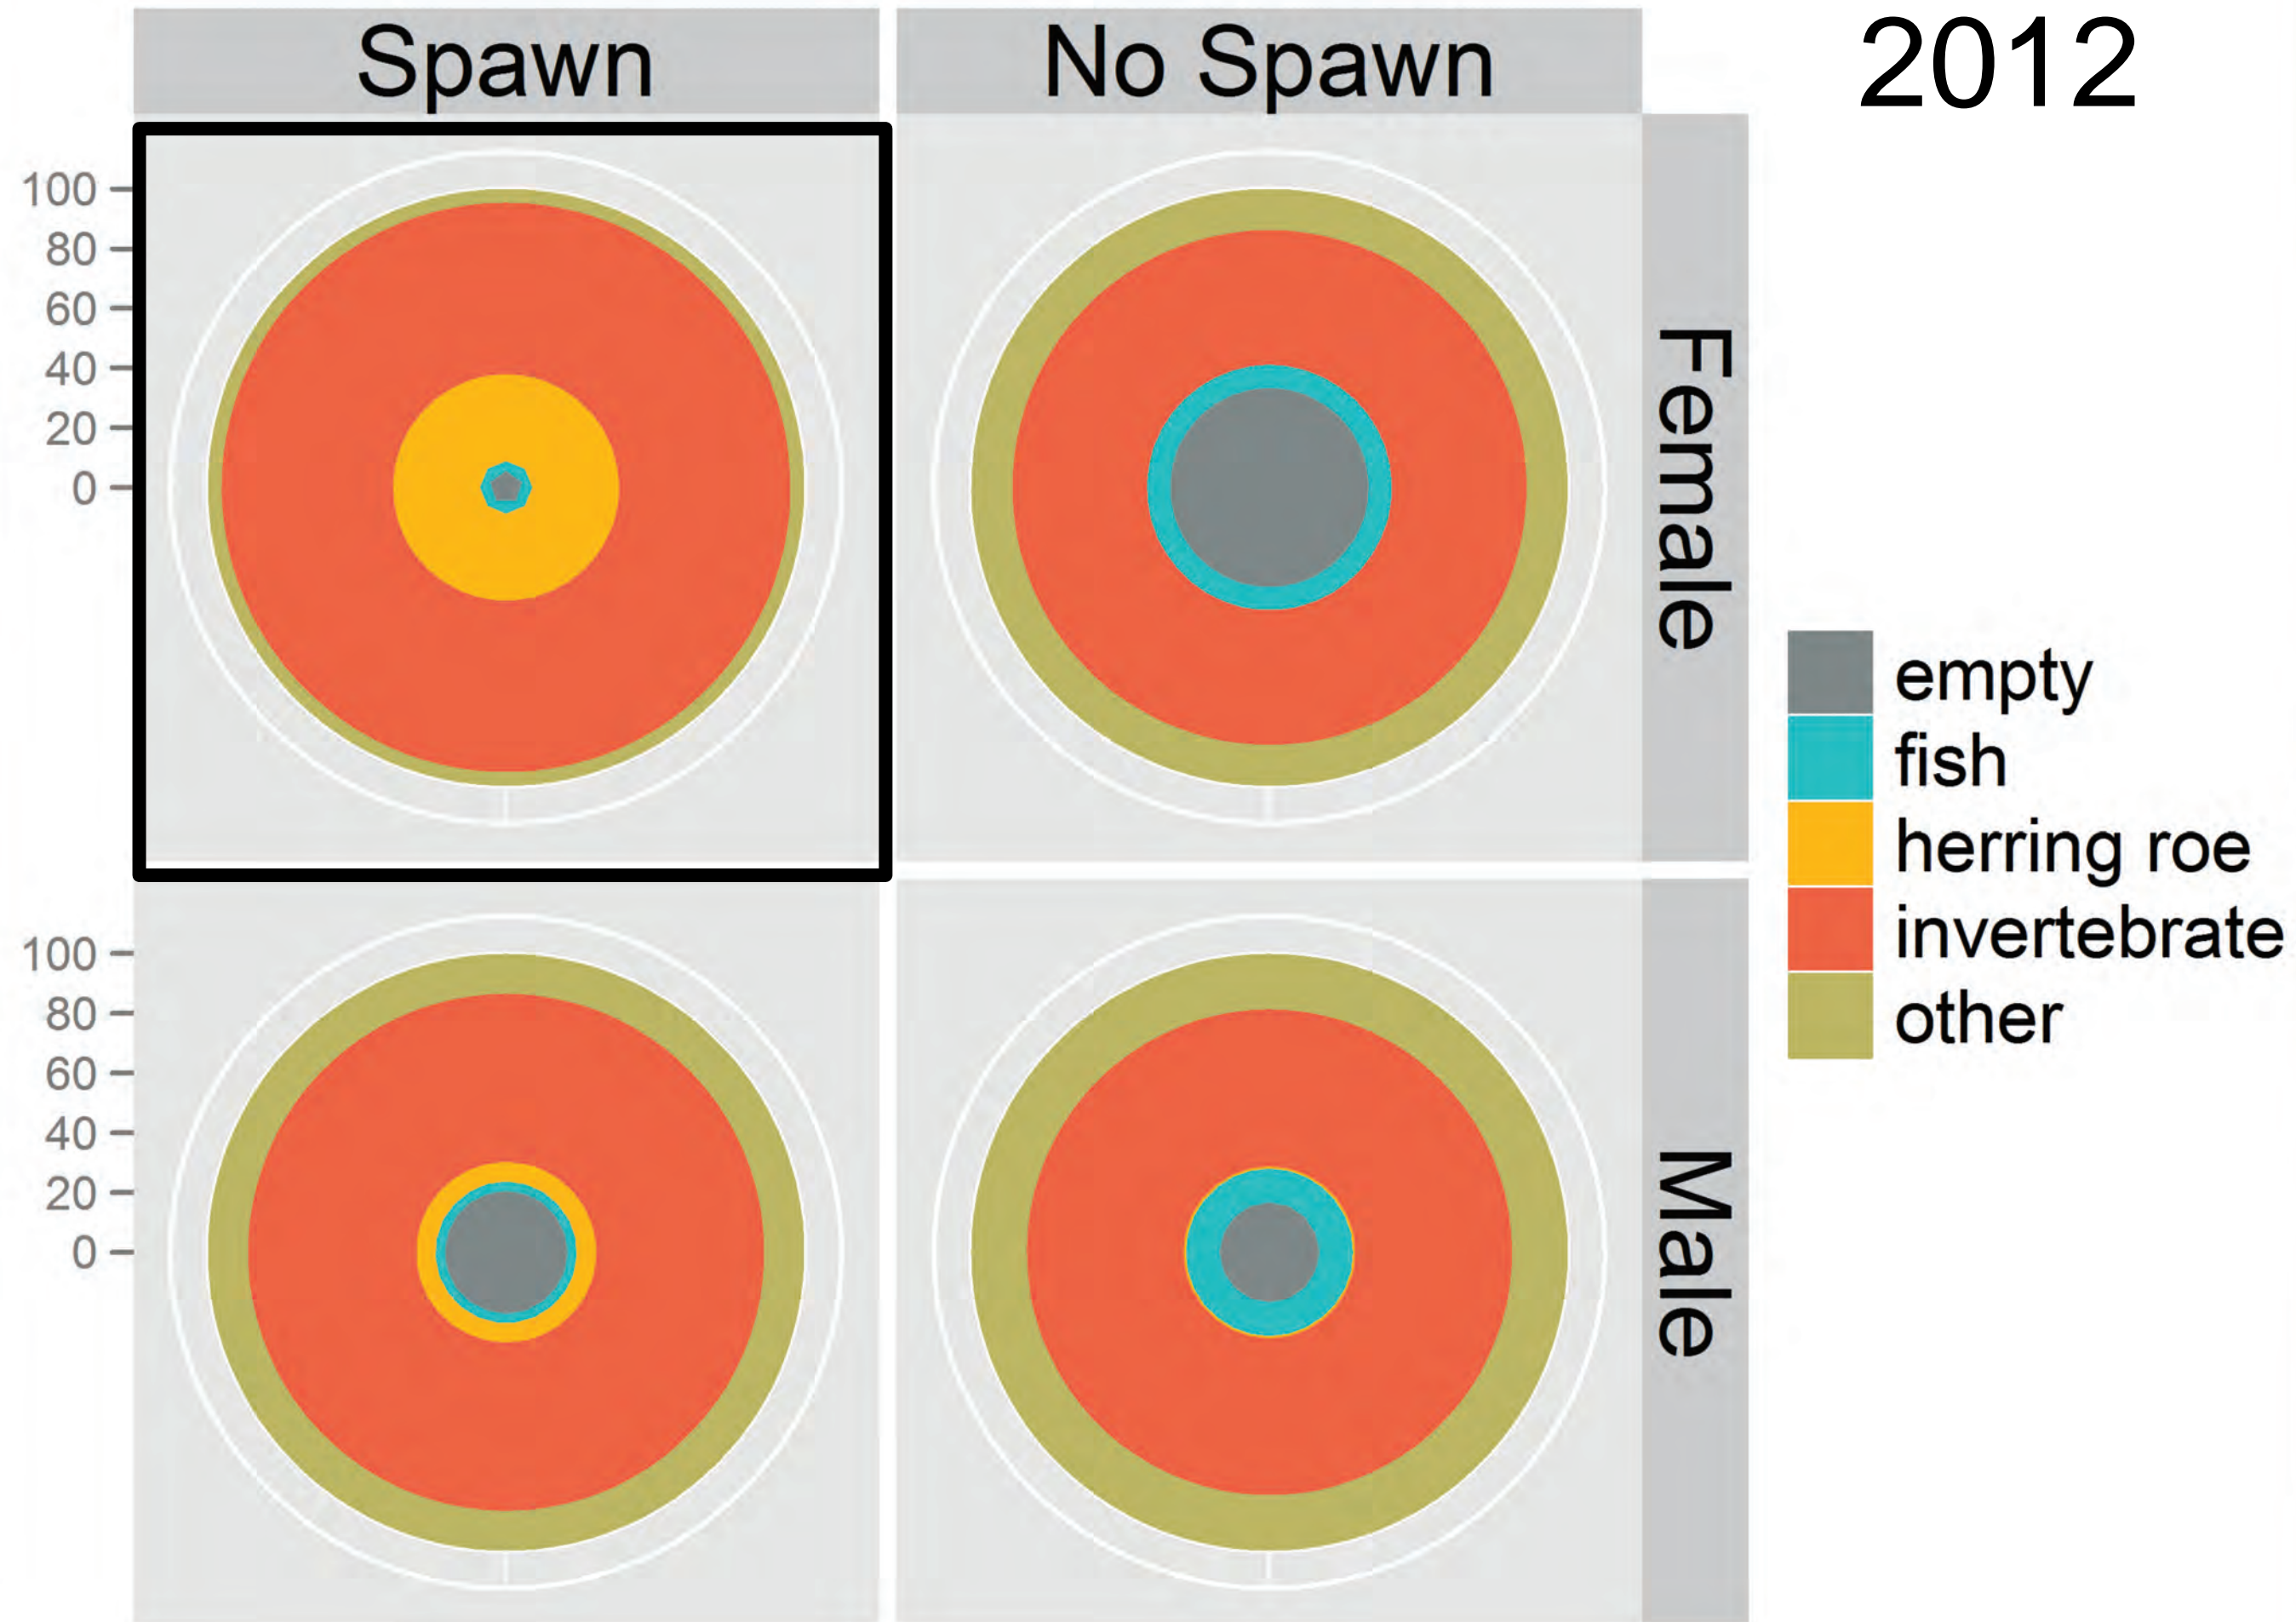 Spawn
No Spawn
2012
100
80
60
40
20
0
Female
empty
fish
herring roe
invertebrate
other
100
80
60
40
20
0
Male